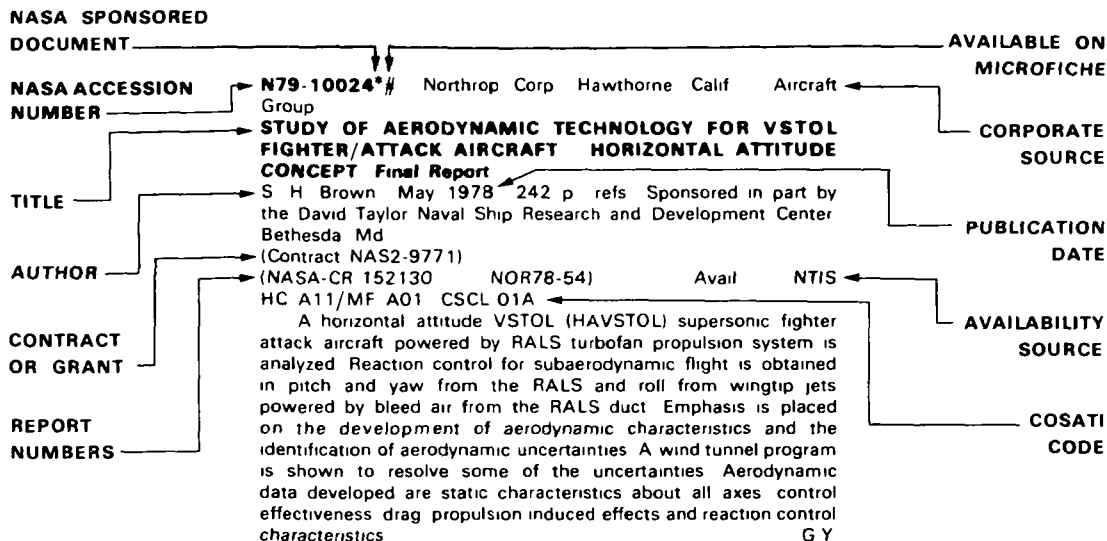 NASA SPONSORED
DOCUMENT
AVAILABLE ON
MICROFICHE
NASA ACCESSION
NUMBER
N79-10024*# Northrop Corp Hawthorne Calif Aircraft
Group
CORPORATE
SOURCE
STUDY OF AERODYNAMIC TECHNOLOGY FOR VSTOL
FIGHTER/ATTACK AIRCRAFT HORIZONTAL ATTITUDE
CONCEPT Final Report
TITLE
S H Brown May 1978 242 p refs Sponsored in part by
the David Taylor Naval Ship Research and Development Center
Bethesda Md
PUBLICATION
DATE
AUTHOR
(Contract NAS2-9771)
(NASA-CR 152130 NOR78-54) Avail NTIS
HC A11/MF A01 CSCL 01A
CONTRACT
OR GRANT
AVAILABILITY
SOURCE
A horizontal attitude VSTOL (HAVSTOL) supersonic fighter
attack aircraft powered by RALS turbofan propulsion system is
analyzed Reaction control for subaerodynamic flight is obtained
in pitch and yaw from the RALS and roll from wingtip jets
powered by bleed air from the RALS duct Emphasis is placed
on the development of aerodynamic characteristics and the
identification of aerodynamic uncertainties A wind tunnel program
is shown to resolve some of the uncertainties Aerodynamic
data developed are static characteristics about all axes control
effectiveness drag propulsion induced effects and reaction control
characteristics G Y
REPORT
NUMBERS
COSATI
CODE